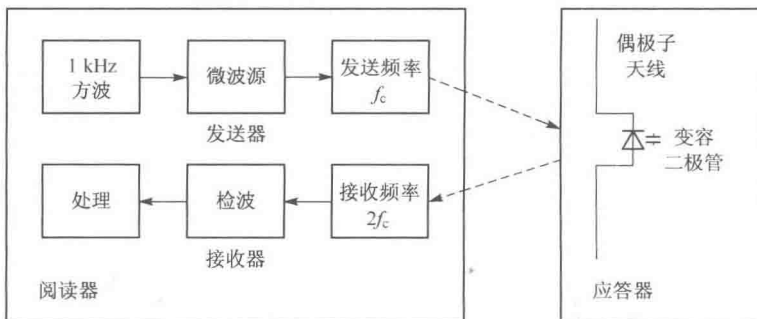 1 kHz
方波
微波源
发送频率
f_c
发送器
处理
检波
接收频率
2f_c
接收器
阅读器
偶极子
天线
变容
二极管
应答器